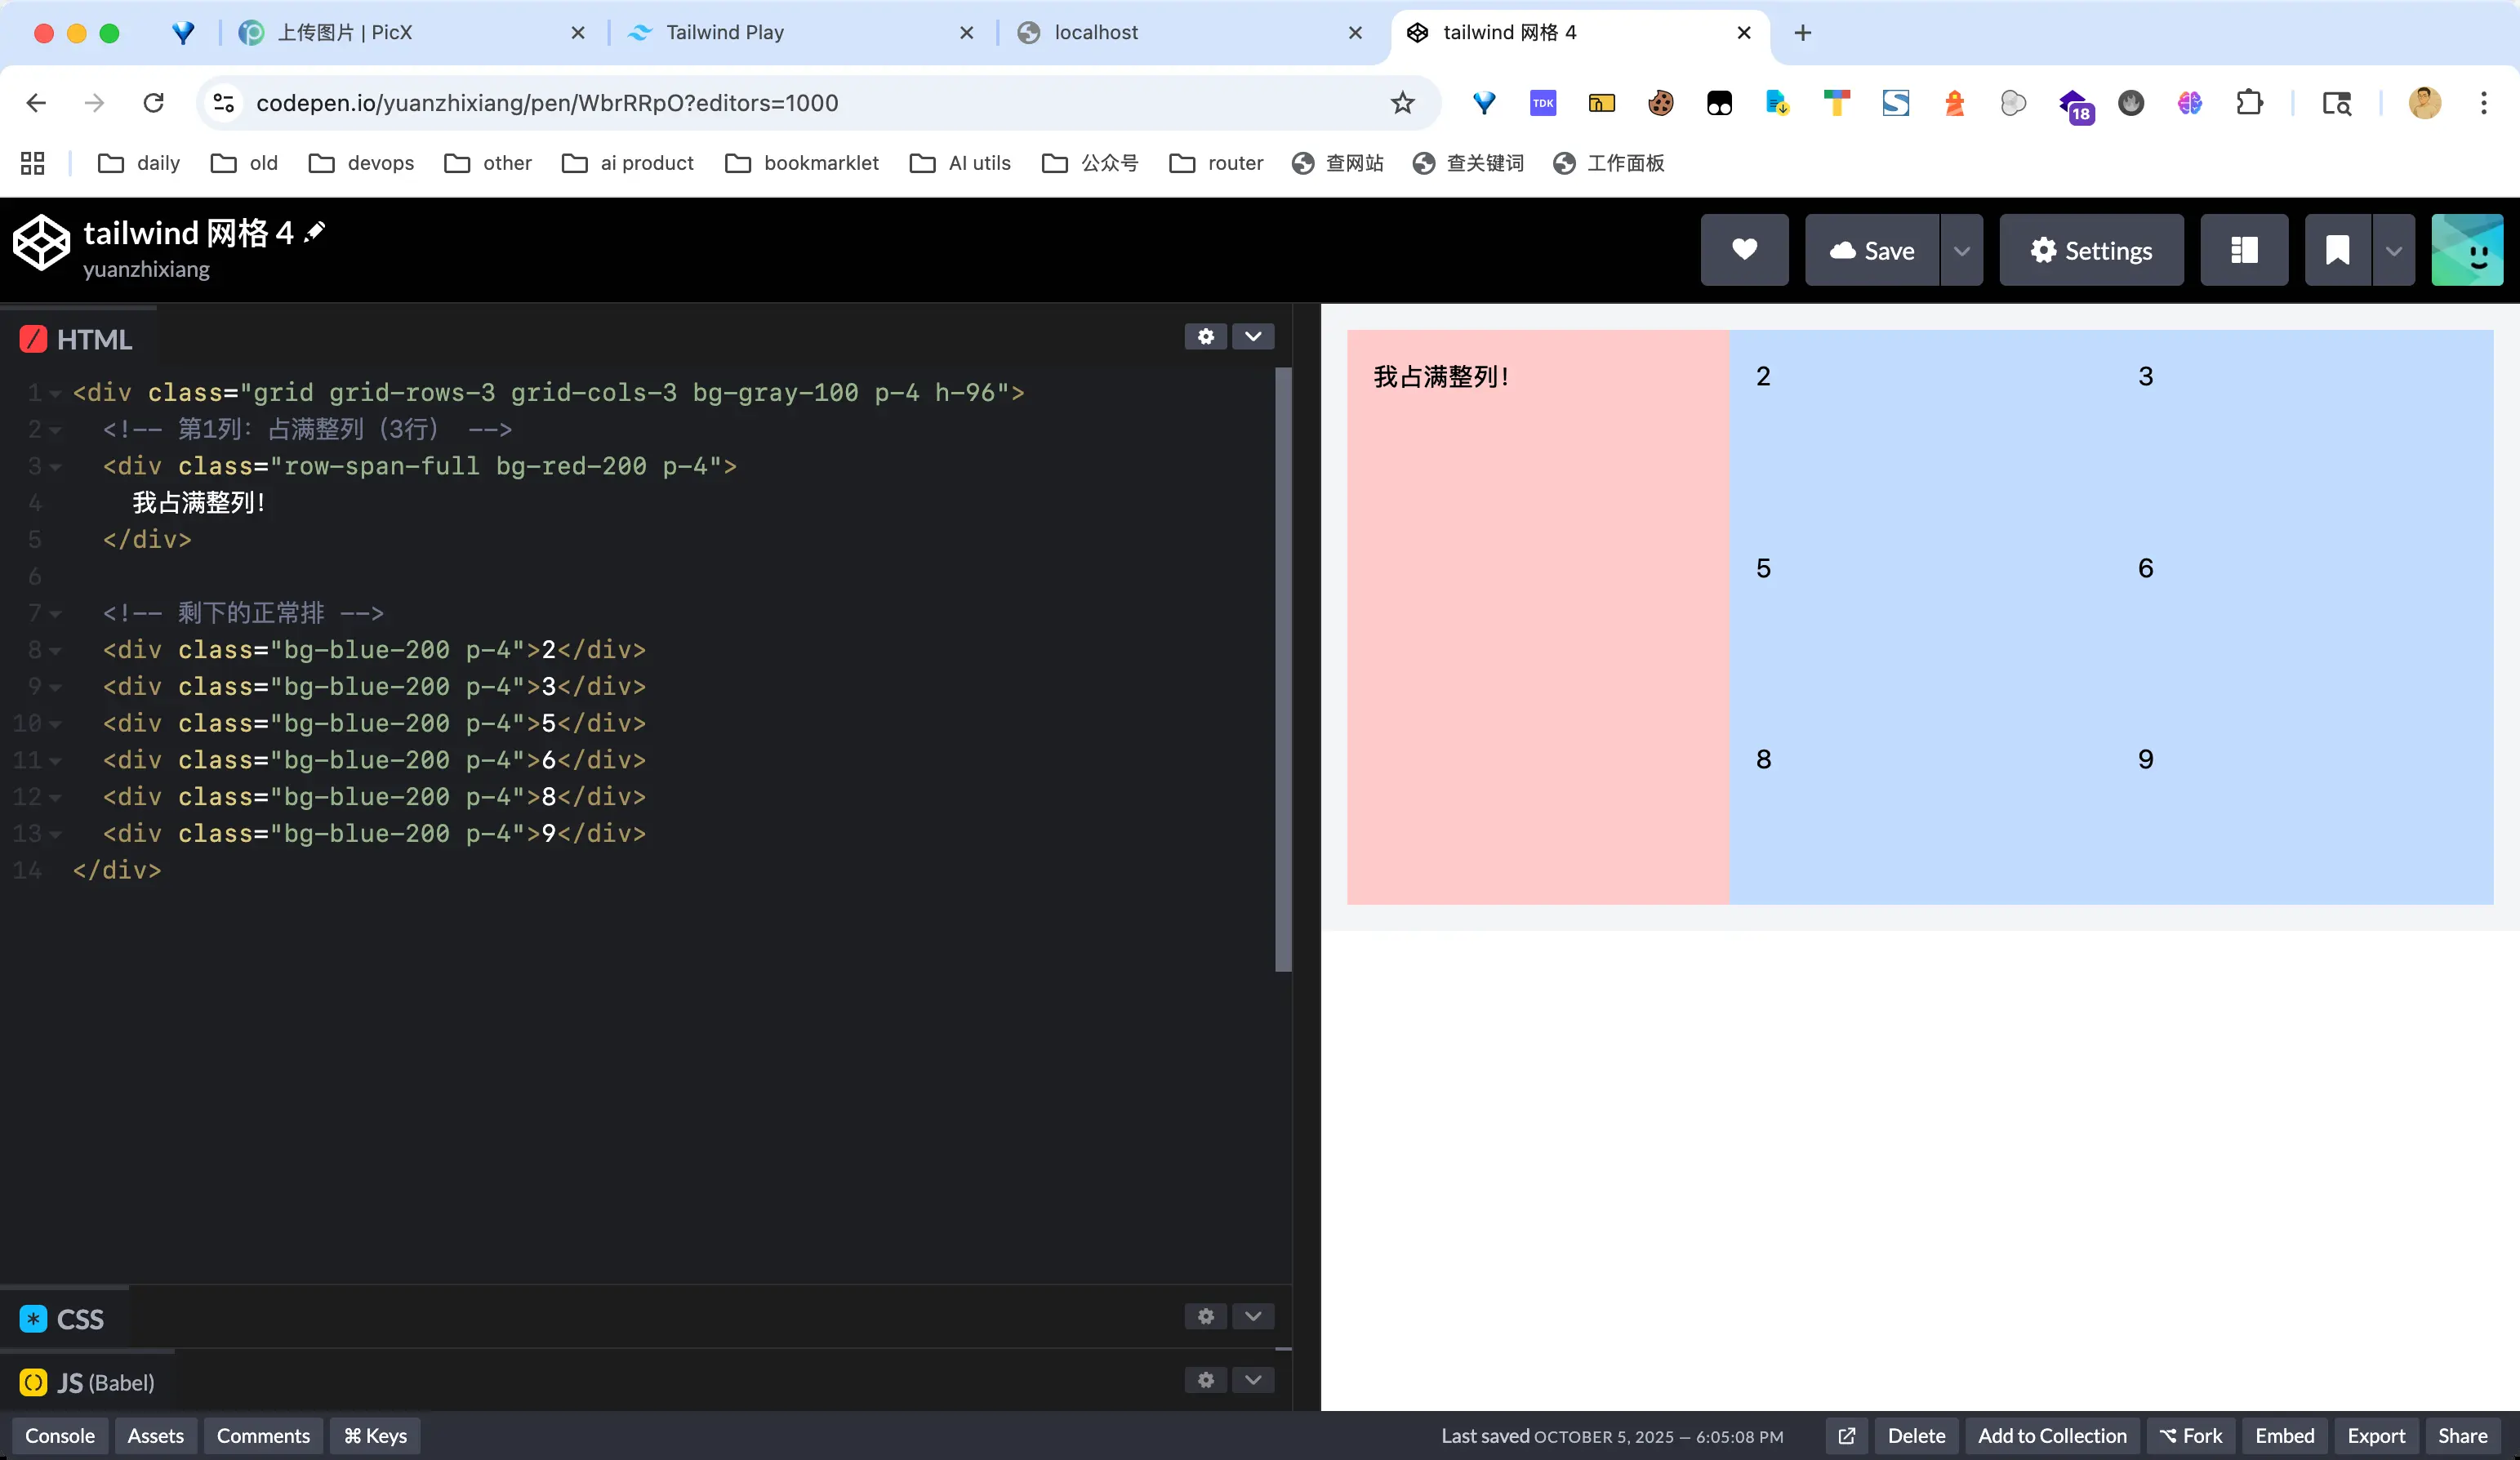 上传图片 | PicX
Tailwind Play
localhost
tailwind 网格 4
codepen.io/yuanzhixiang/pen/WbrRRpO?editors=1000
TDK
18
daily
old
devops
other
ai product
bookmarklet
AI utils
公众号
router
查网站
查关键词
工作面板
tailwind 网格 4
yuanzhixiang
Save
Settings
HTML
1 <div class="grid grid-rows-3 grid-cols-3 bg-gray-100 p-4 h-96">
2 <!-- 第1列：占满整列（3行） -->
3 <div class="row-span-full bg-red-200 p-4">
4 我占满整列！
5 </div>
6
7 <!-- 剩下的正常排 -->
8 <div class="bg-blue-200 p-4">2</div>
9 <div class="bg-blue-200 p-4">3</div>
10 <div class="bg-blue-200 p-4">5</div>
11 <div class="bg-blue-200 p-4">6</div>
12 <div class="bg-blue-200 p-4">8</div>
13 <div class="bg-blue-200 p-4">9</div>
14 </div>
我占满整列！ 2 3
5 6
8 9
CSS
JS (Babel)
Console
Assets
Comments
⌘ Keys
Last saved OCTOBER 5, 2025 — 6:05:08 PM
Delete
Add to Collection
Fork
Embed
Export
Share